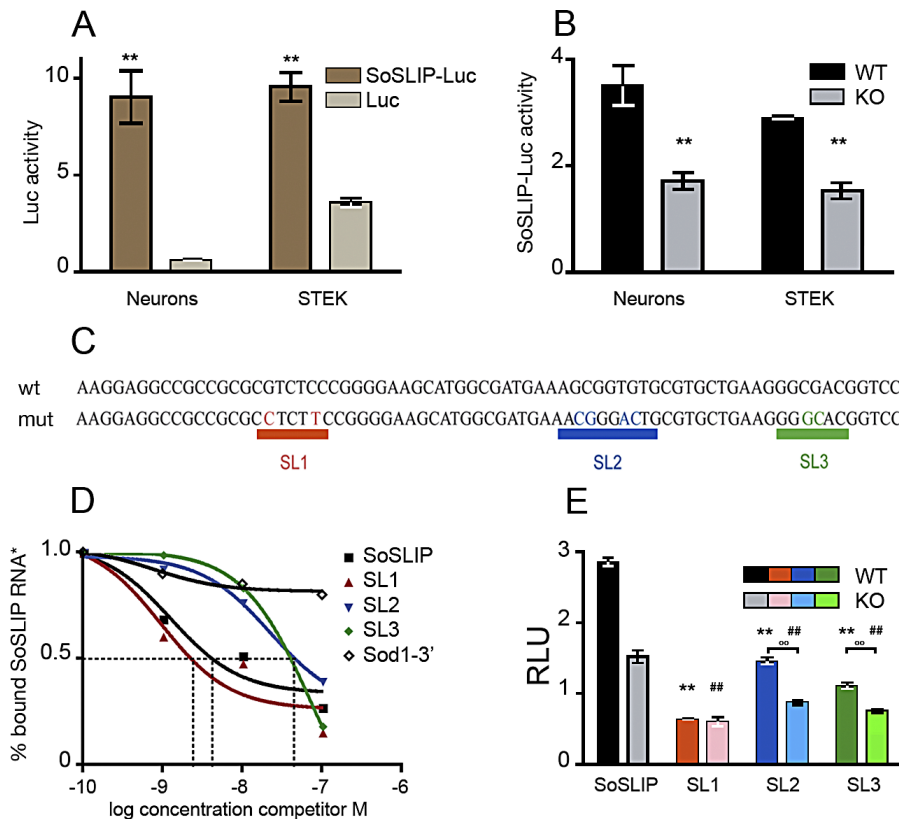 A
Luc activity
10
5
0
**
**
SoSLIP-Luc
Luc
Neurons
STEK
B
SoSLIP-Luc activity
4
2
0
**
**
WT
KO
Neurons
STEK
C
wt AAGGAGGCCGCCGCGCGTCTCCCGGGGAAGCATGGCGATGAAAGCGGTGTGCGTGCTGAAGGGCGACGGTCC
mut AAGGAGGCCGCCGCGCCTCTTCCGGGGAAGCATGGCGATGAAACGGGACTGCGTGCTGAAGGGGCACGGTCC
SL1 SL2 SL3
D
% bound SoSLIP RNA*
1.0
0.5
0
-10 -9 -8 -7 -6
log concentration competitor M
SoSLIP
SL1
SL2
SL3
Sod1-3'
E
RLU
3
2
1
0
WT
KO
** ##
** ##
oo
** ##
oo
SoSLIP SL1 SL2 SL3